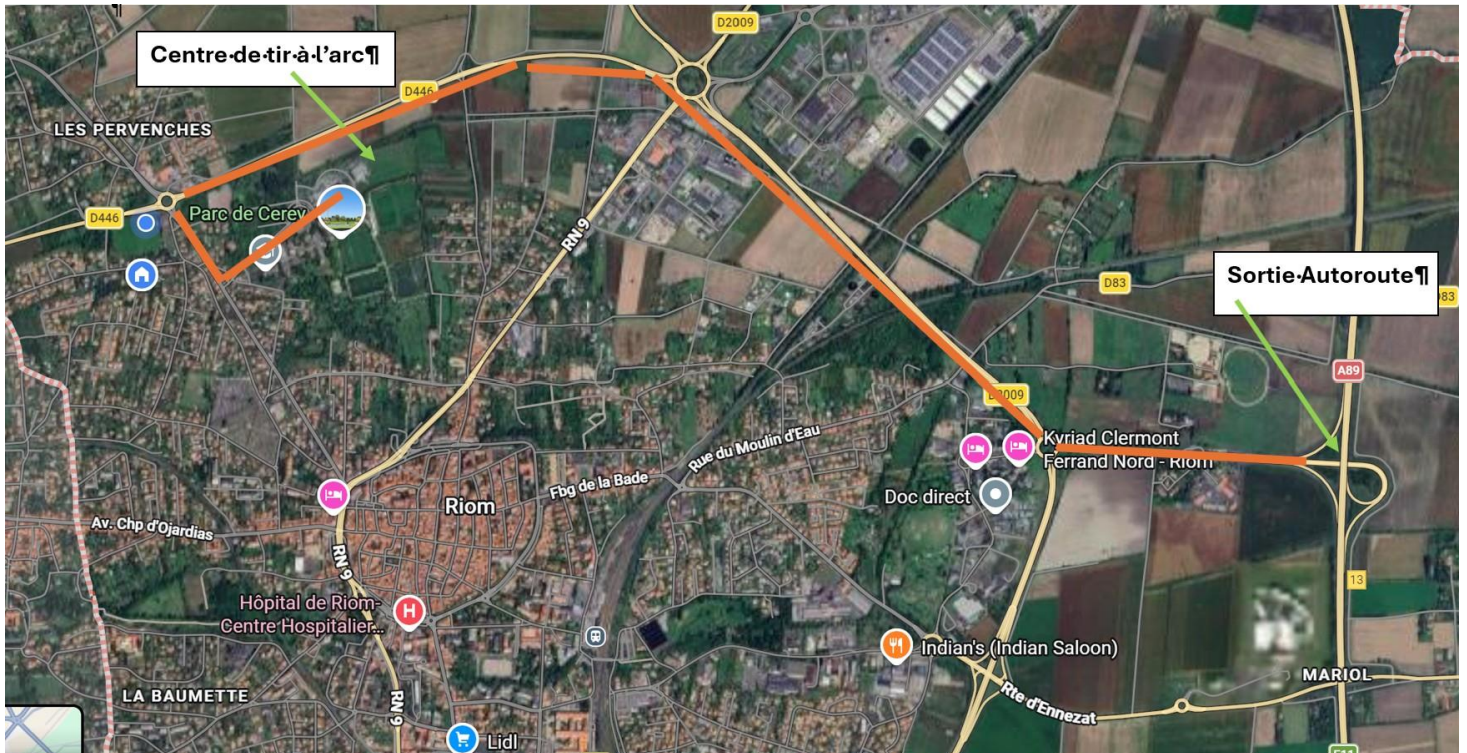 ¶
D2009
Centre·de·tir·à·l'arc¶
D446
LES PERVENCHES
D446
Parc de Cerey
RN 9
D83
Sortie·Autoroute¶
83
A89
D2009
Kyriad Clermont
Ferrand Nord - Riom
Rue du Moulin d'Eau
Fbg de la Bade
Doc direct
Riom
Av. Chp d'Ojardias
RN 9
13
Hôpital de Riom-
Centre Hospitalier...
H
Indian's (Indian Saloon)
MARIOL
Rte d'Ennezat
LA BAUMETTE
RN 9
Lidl
E11